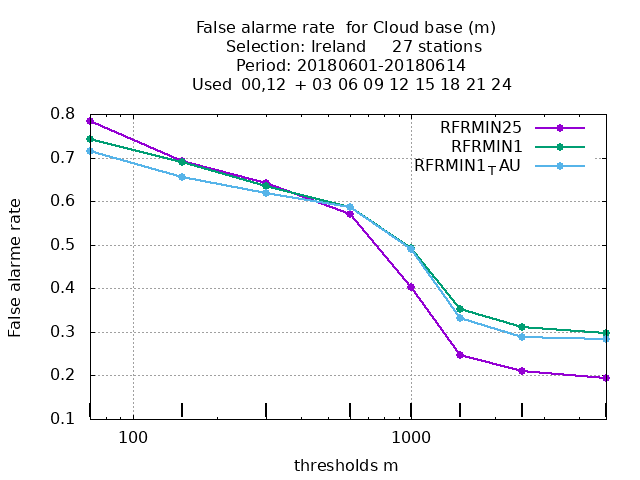 False alarme rate  for Cloud base (m)
Selection: Ireland     27 stations
Period: 20180601-20180614
Used  00,12  + 03 06 09 12 15 18 21 24
RFRMIN25
RFRMIN1
RFRMIN1TAU
0.8
0.7
0.6
0.5
0.4
0.3
0.2
0.1
False alarme rate
100 1000
thresholds m